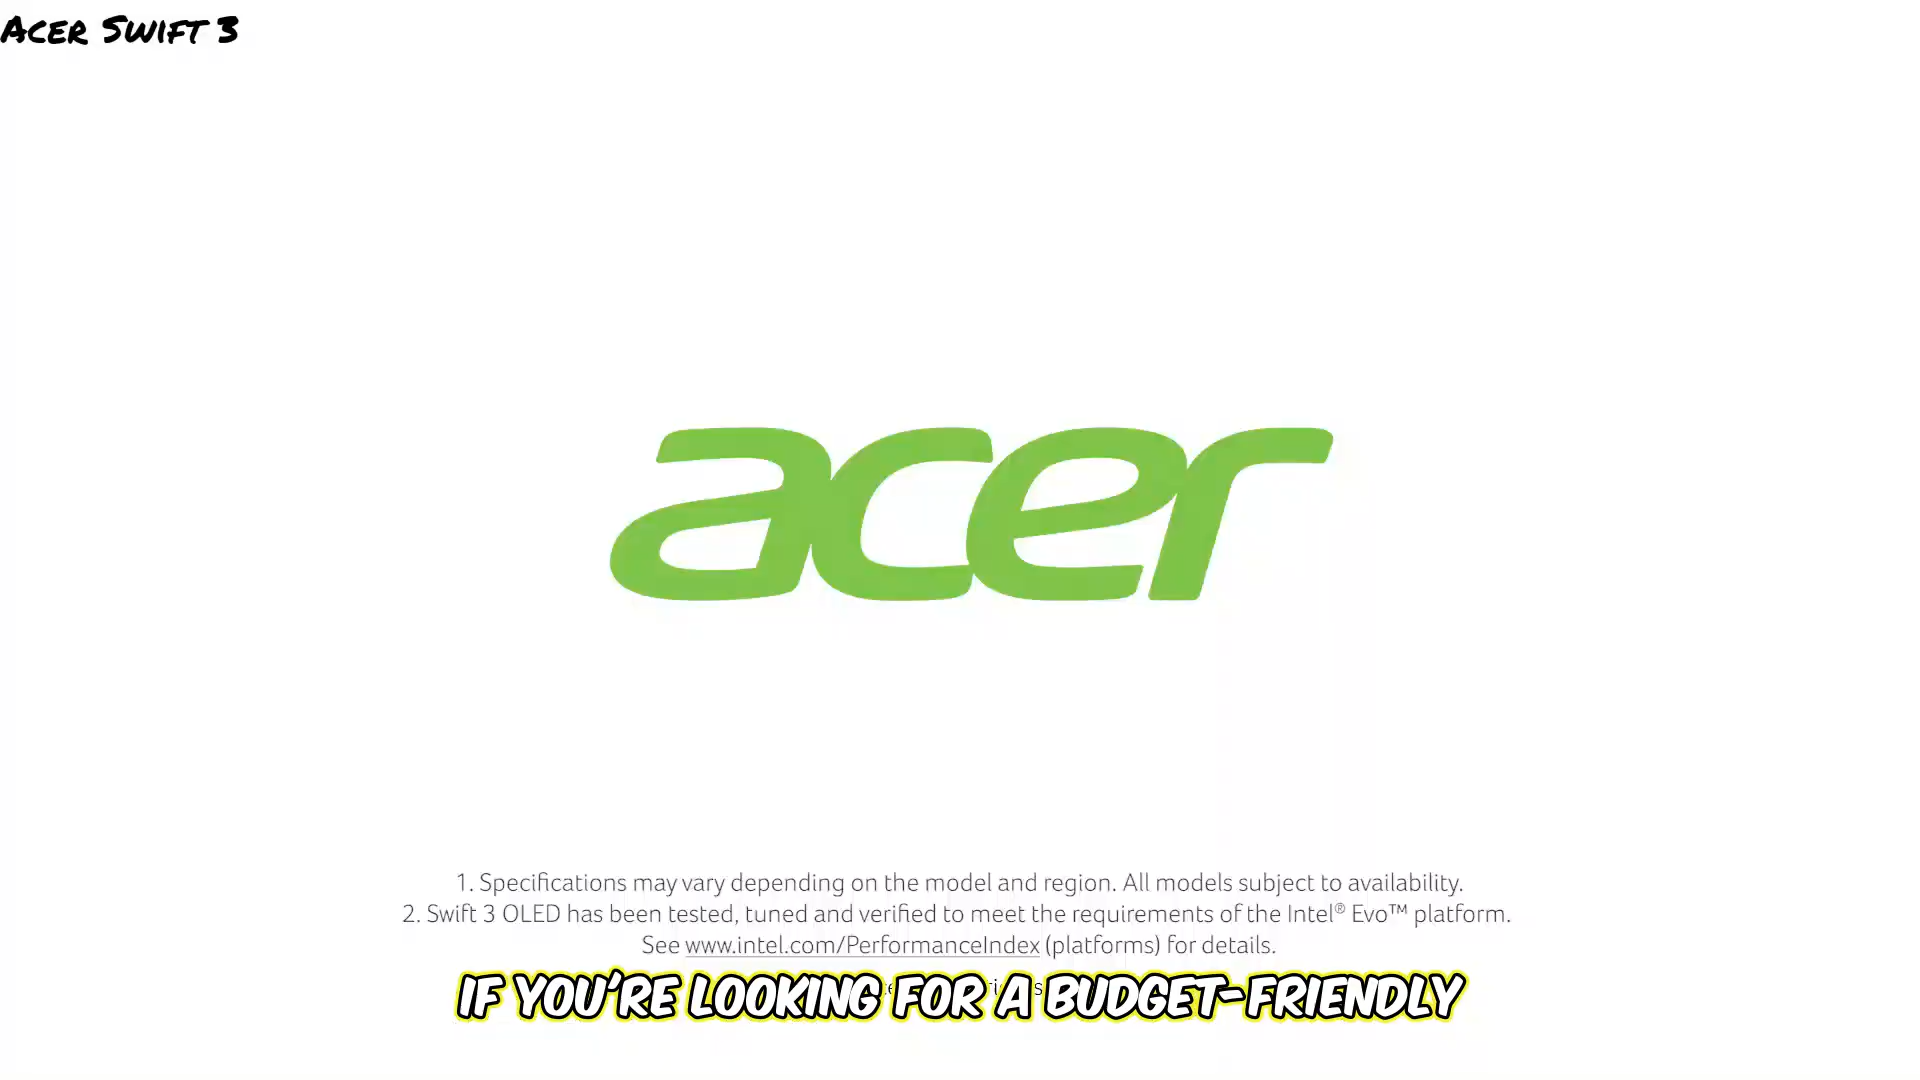 Acer Swift 3
acer
1. Specifications may vary depending on the model and region. All models subject to availability.
2. Swift 3 OLED has been tested, tuned and verified to meet the requirements of the Intel® Evo™ platform.
See www.intel.com/PerformanceIndex (platforms) for details.
IF YOU'RE LOOKING FOR A BUDGET-FRIENDLY